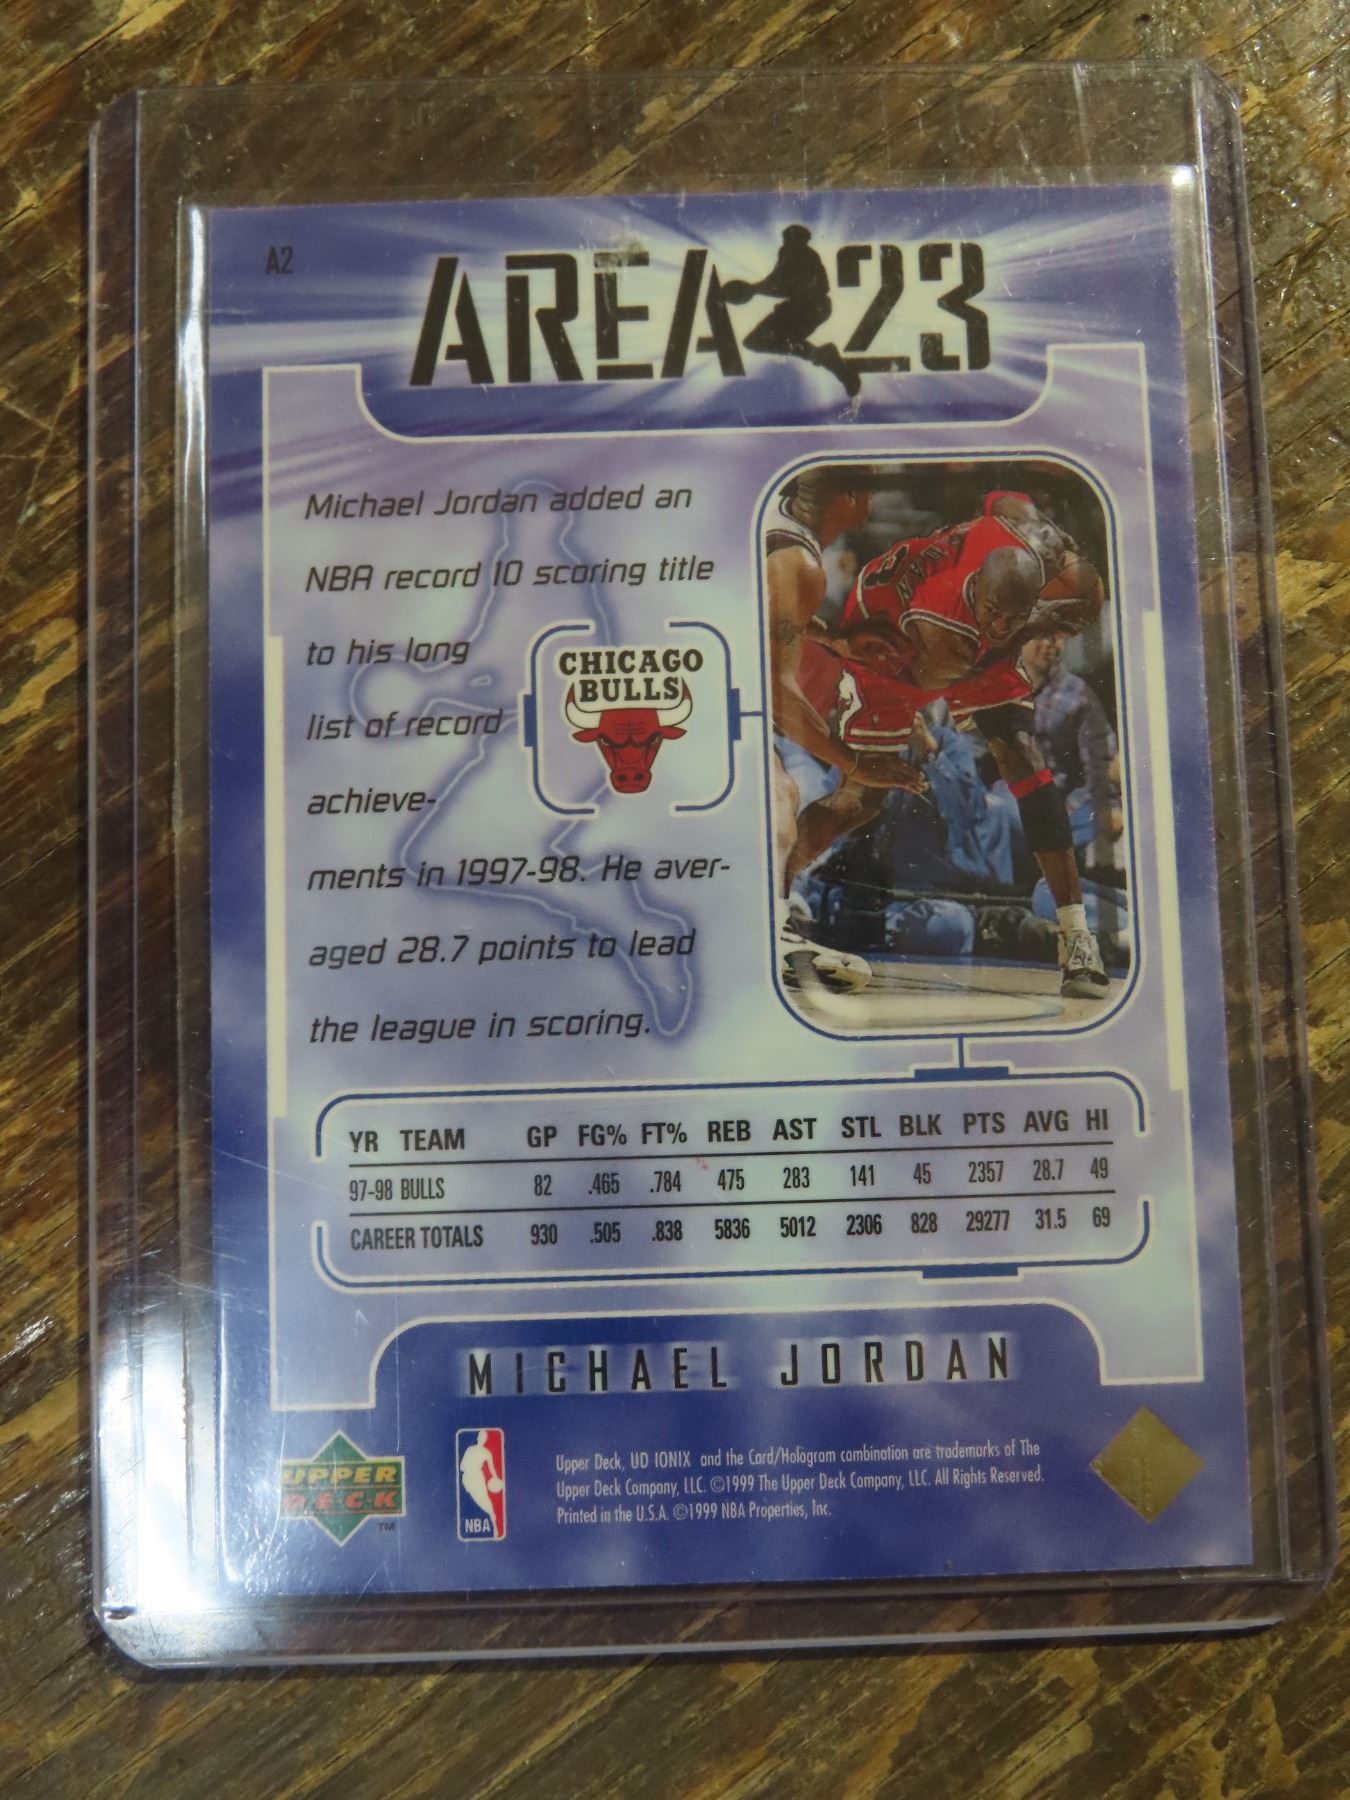 A2
AREA 23
Michael Jordan added an
NBA record 10 scoring title
to his long
list of record
achieve-
ments in 1997-98. He aver-
aged 28.7 points to lead
the league in scoring.
CHICAGO
BULLS
YR TEAM GP FG% FT% REB AST STL BLK PTS AVG HI
97-98 BULLS 82 .465 .784 475 283 141 45 2357 28.7 49
CAREER TOTALS 930 .505 .838 5836 5012 2306 828 29277 31.5 69
MICHAEL JORDAN
UPPER
DECK
TM
NBA
Upper Deck, UD IONIX and the Card/Hologram combination are trademarks of The
Upper Deck Company, LLC. ©1999 The Upper Deck Company, LLC. All Rights Reserved.
Printed in the U.S.A. ©1999 NBA Properties, Inc.